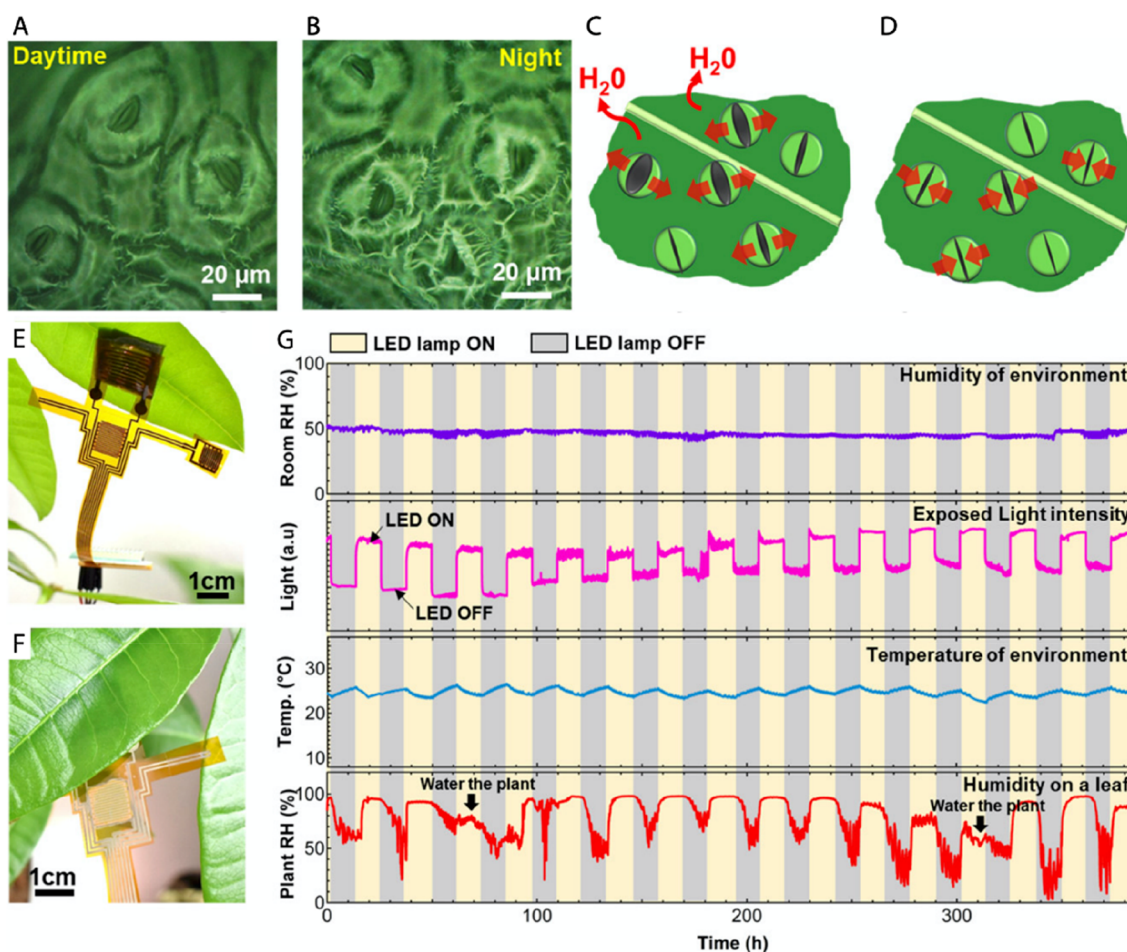 A
B
C
D
Daytime
Night
20 µm
20 µm
H₂0
H₂0
E
1cm
F
1cm
G
LED lamp ON
LED lamp OFF
Humidity of environment
Room RH (%)
100
50
0
Exposed Light intensity
Light (a.u)
LED ON
LED OFF
Temperature of environment
Temp. (°C)
30
20
10
Humidity on a leaf
Plant RH (%)
100
50
0
Water the plant
Water the plant
0
100
200
300
Time (h)